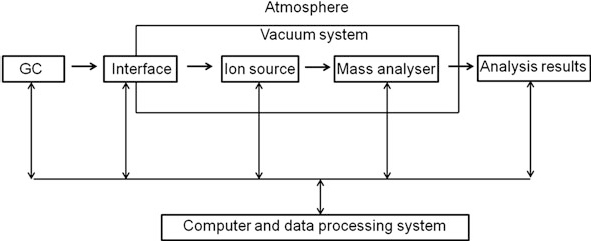 Atmosphere
Vacuum system
GC
Interface
Ion source
Mass analyser
Analysis results
Computer and data processing system